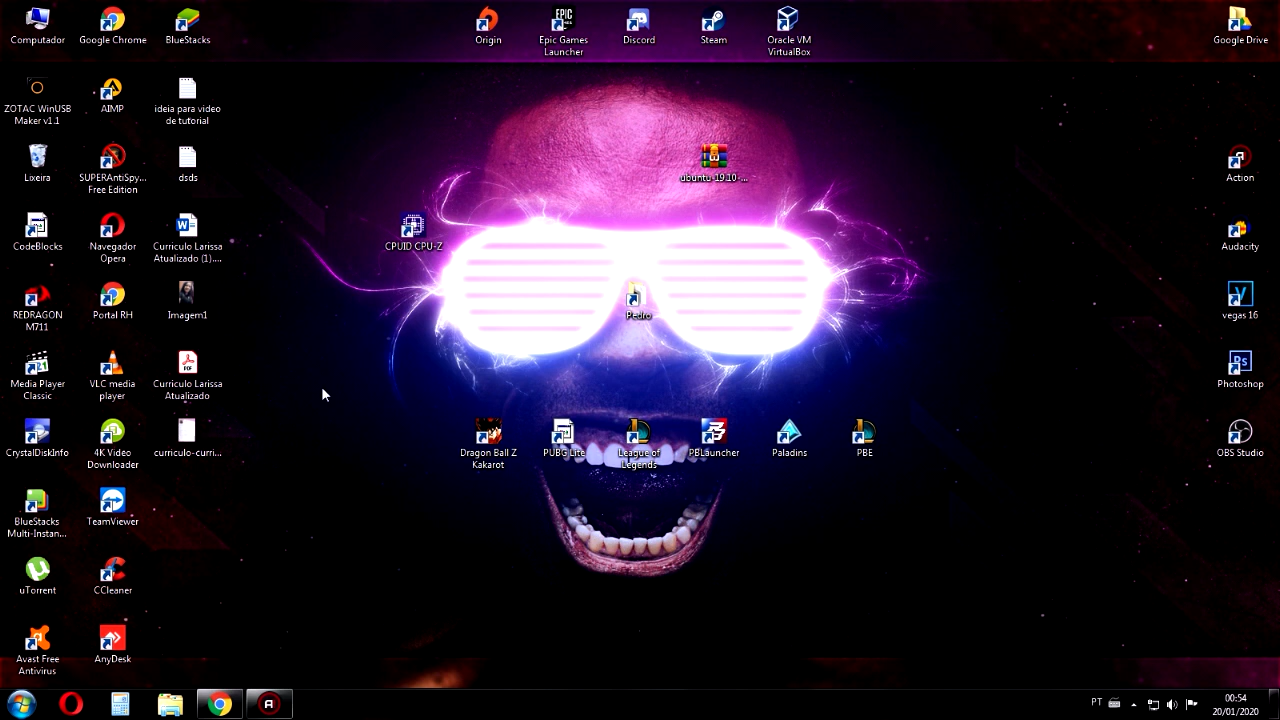 Computador
Google Chrome
BlueStacks
Origin
EPIC
Epic Games
Launcher
Discord
Steam
Oracle VM
VirtualBox
Google Drive
ZOTAC WinUSB
Maker v1.1
AIMP
ideia para video
de tutorial
Lixeira
SUPERAntiSpy...
Free Edition
dsds
ubuntu-19.10-...
Action
CodeBlocks
Navegador
Opera
W
Curriculo Larissa
Atualizado (1)....
CPUID CPU-Z
Audacity
REDRAGON
M711
Portal RH
Imagem1
Pedro
V
vegas 16
Media Player
Classic
VLC media
player
PDF
Curriculo Larissa
Atualizado
Ps
Photoshop
CrystalDiskInfo
4K Video
Downloader
curriculo-curri...
Dragon Ball Z
Kakarot
PUBG Lite
League of
Legends
PBLauncher
Paladins
PBE
OBS Studio
BlueStacks
Multi-Instan...
TeamViewer
uTorrent
CCleaner
Avast Free
Antivirus
AnyDesk
PT
00:54
20/01/2020